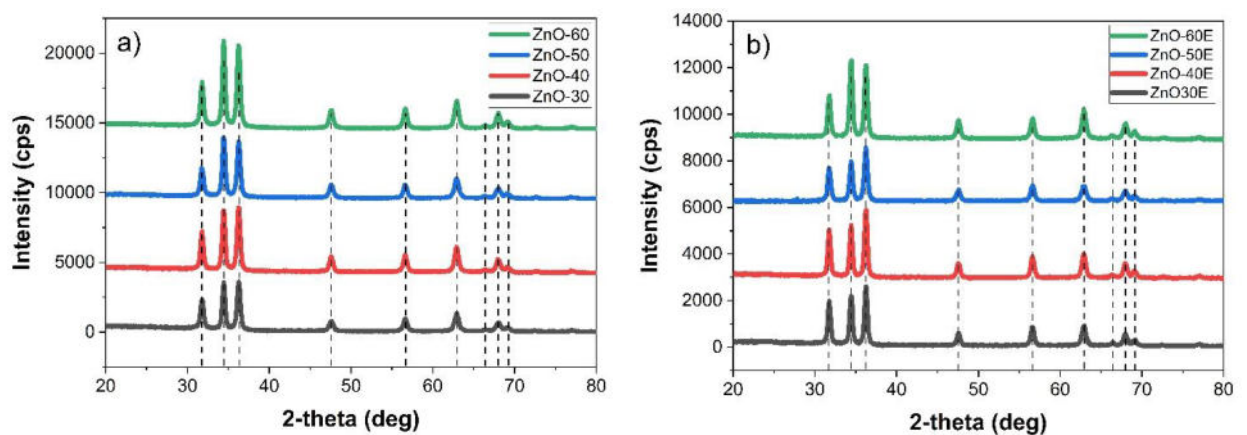 a)
ZnO-60
ZnO-50
ZnO-40
ZnO-30
20000
15000
10000
5000
0
20 30 40 50 60 70 80
Intensity (cps)
2-theta (deg)
b)
ZnO-60E
ZnO-50E
ZnO-40E
ZnO30E
14000
12000
10000
8000
6000
4000
2000
0
20 30 40 50 60 70 80
Intensity (cps)
2-theta (deg)